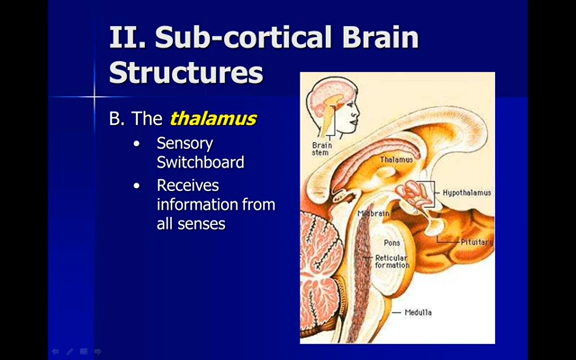 II. Sub-cortical Brain
Structures
B. The thalamus
• Sensory
Switchboard
• Receives
information from
all senses
Brain
stem
Thalamus
Hypothalamus
Midbrain
Pituitary
Pons
Reticular
formation
Medulla